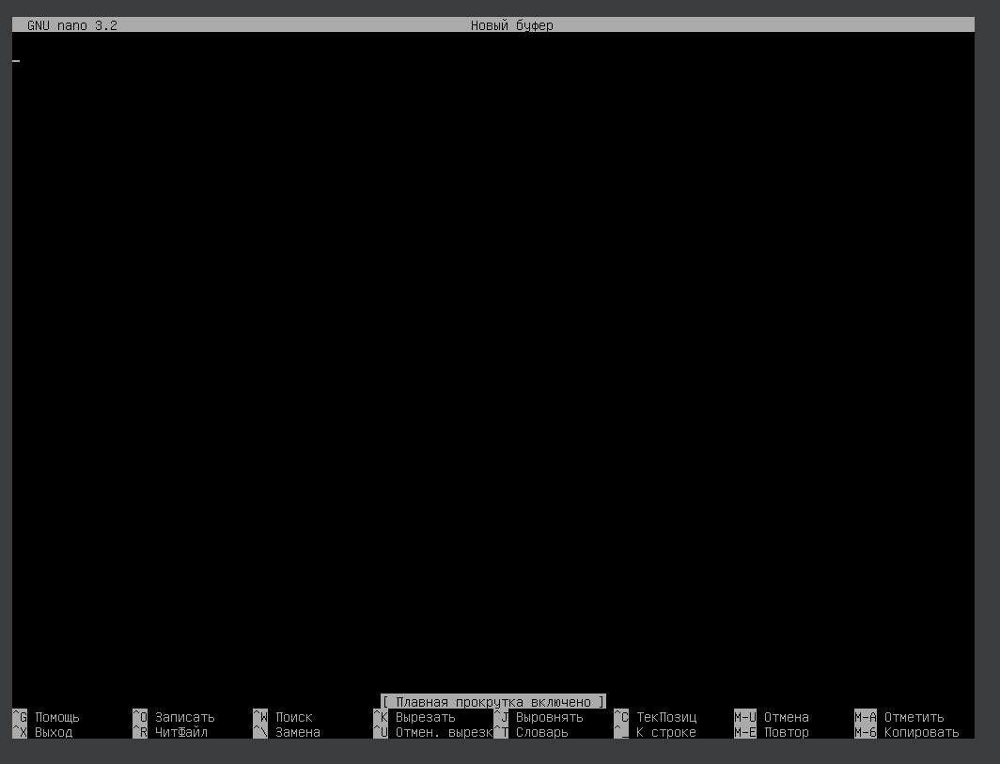 GNU nano 3.2 Новый буфер
[ Плавная прокрутка включено ]
^G Помощь ^O Записать ^W Поиск ^K Вырезать ^J Выровнять ^C ТекПозиц M-U Отмена M-A Отметить
^X Выход ^R ЧитФайл ^\ Замена ^U Отмен. вырезк ^T Словарь ^_ К строке M-E Повтор M-6 Копировать